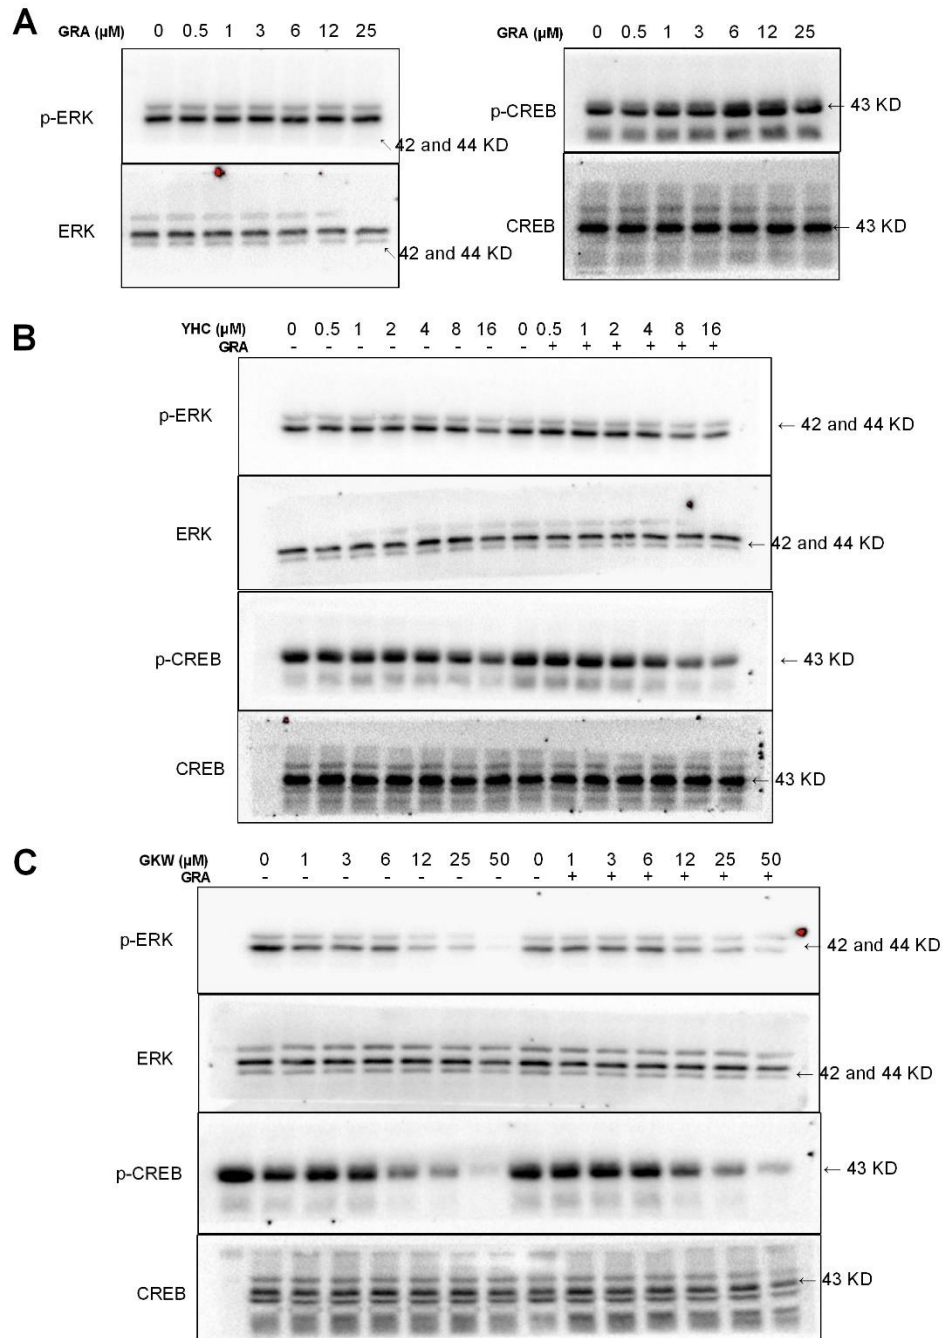 A
GRA (µM) 0 0.5 1 3 6 12 25
p-ERK
42 and 44 KD
ERK
42 and 44 KD
GRA (µM) 0 0.5 1 3 6 12 25
p-CREB
← 43 KD
CREB
← 43 KD
B
YHC (µM) 0 0.5 1 2 4 8 16 0 0.5 1 2 4 8 16
GRA - - - - - - - - + + + + + +
p-ERK
← 42 and 44 KD
ERK
← 42 and 44 KD
p-CREB
← 43 KD
CREB
← 43 KD
C
GKW (µM) 0 1 3 6 12 25 50 0 1 3 6 12 25 50
GRA - - - - - - - - + + + + + +
p-ERK
← 42 and 44 KD
ERK
← 42 and 44 KD
p-CREB
← 43 KD
CREB
← 43 KD